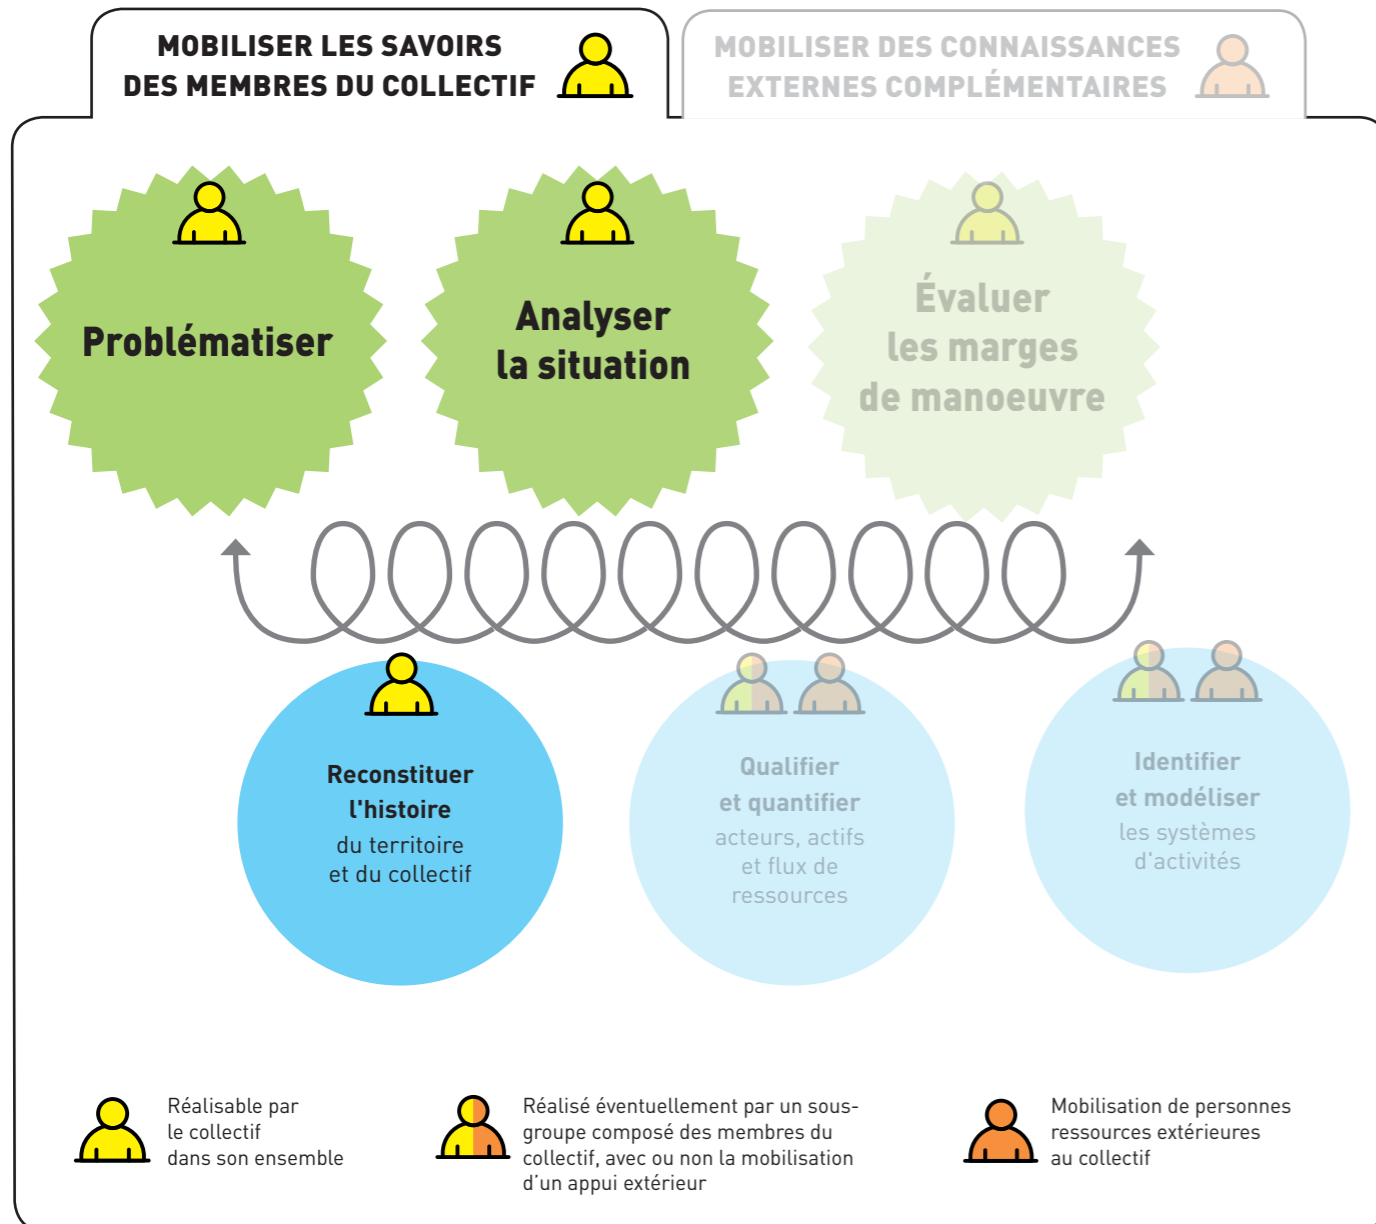 MOBILISER LES SAVOIRS
DES MEMBRES DU COLLECTIF
MOBILISER DES CONNAISSANCES
EXTERNES COMPLÉMENTAIRES
Problématiser
Analyser
la situation
Évaluer
les marges
de manoeuvre
Reconstituer
l'histoire
du territoire
et du collectif
Qualifier
et quantifier
acteurs, actifs
et flux de
ressources
Identifier
et modéliser
les systèmes
d'activités
Réalisable par
le collectif
dans son ensemble
Réalisé éventuellement par un sous-
groupe composé des membres du
collectif, avec ou non la mobilisation
d’un appui extérieur
Mobilisation de personnes
ressources extérieures
au collectif